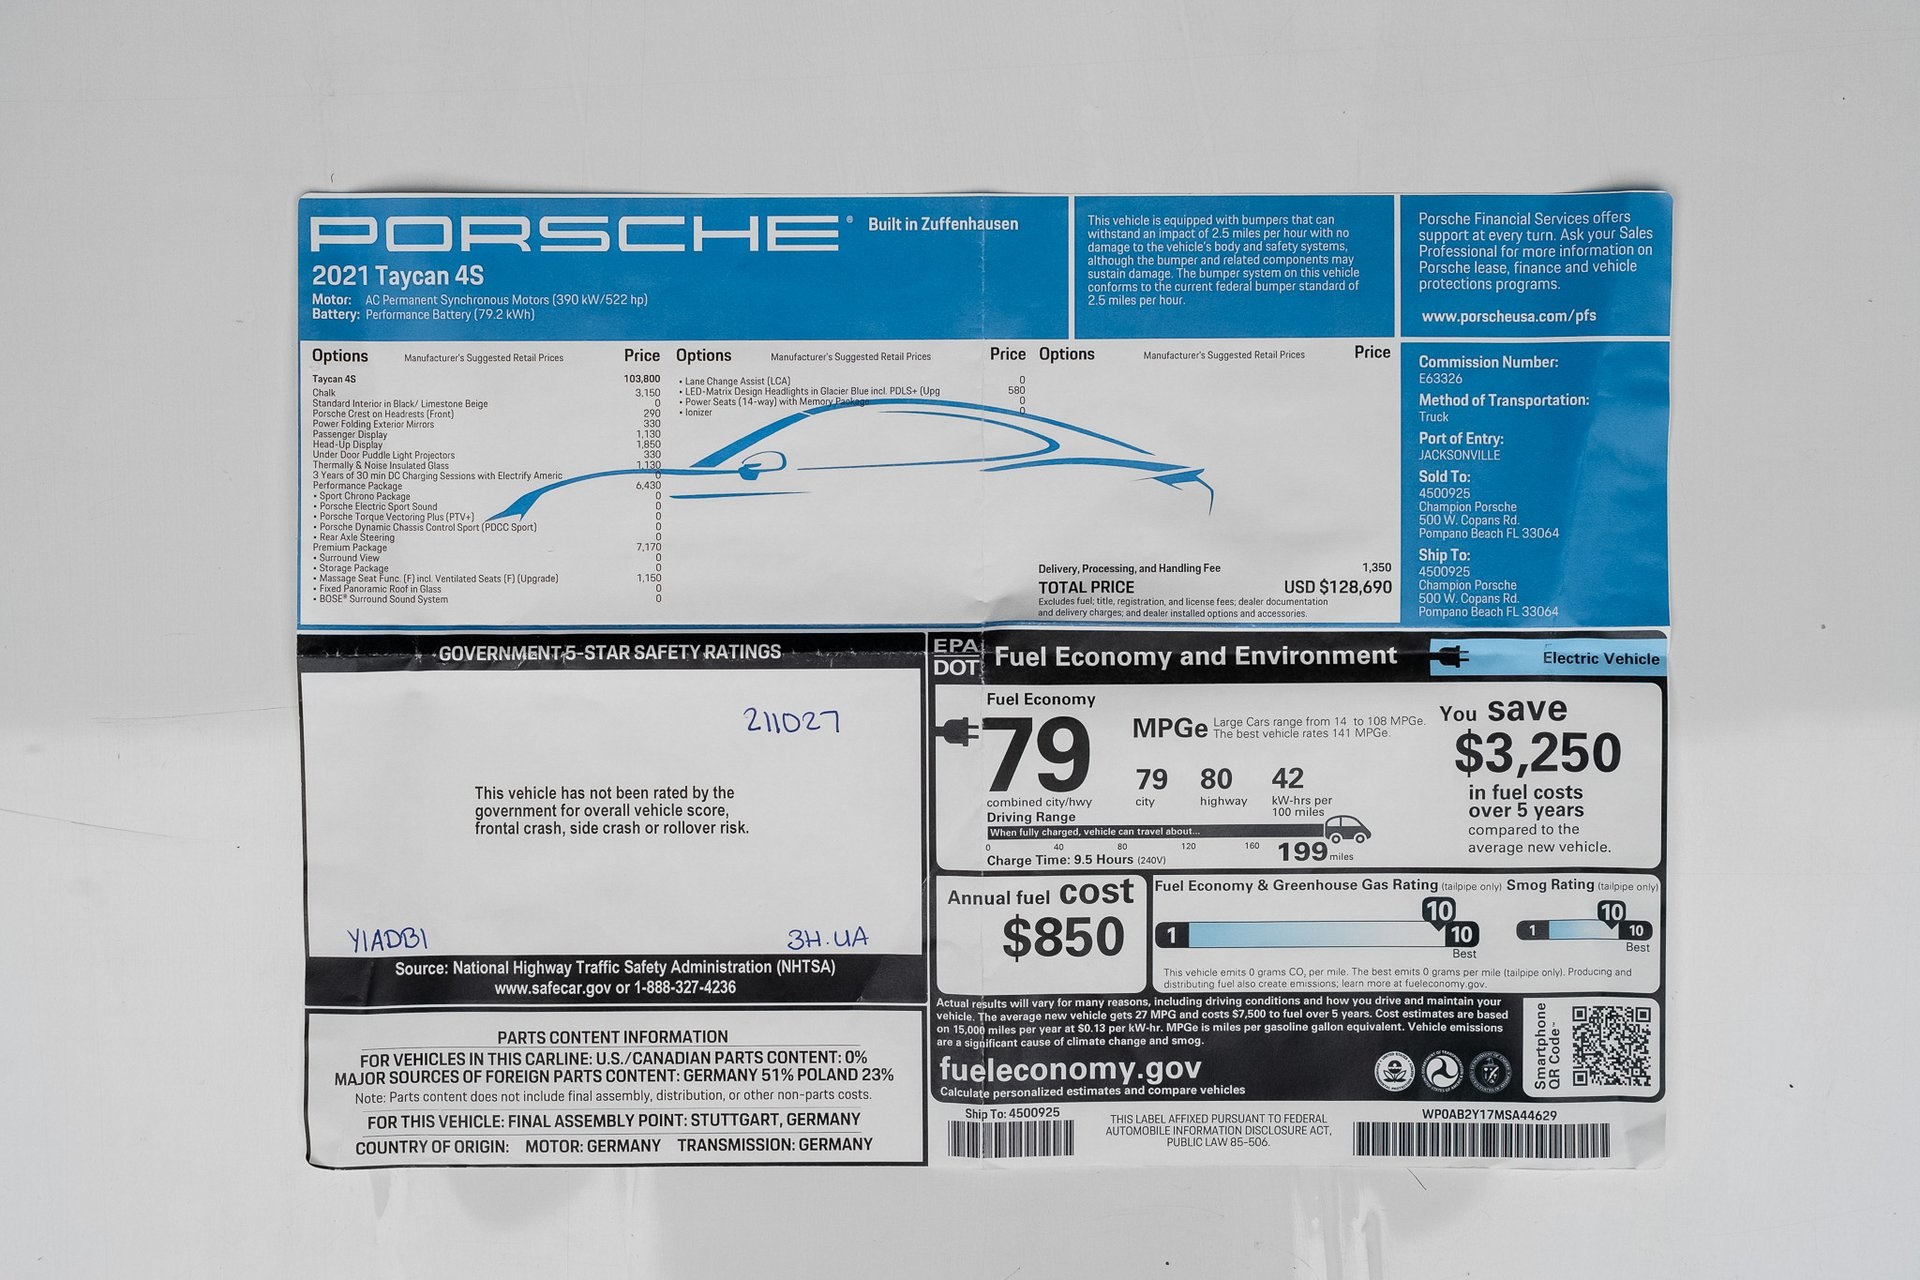 PORSCHE® Built in Zuffenhausen
2021 Taycan 4S
Motor: AC Permanent Synchronous Motors (390 kW/522 hp)
Battery: Performance Battery (79.2 kWh)
This vehicle is equipped with bumpers that can
withstand an impact of 2.5 miles per hour with no
damage to the vehicle's body and safety systems,
although the bumper and related components may
sustain damage. The bumper system on this vehicle
conforms to the current federal bumper standard of
2.5 miles per hour.
Porsche Financial Services offers
support at every turn. Ask your Sales
Professional for more information on
Porsche lease, finance and vehicle
protections programs.
www.porscheusa.com/pfs
Options Manufacturer's Suggested Retail Prices Price
Taycan 4S 103,800
Chalk 3,150
Standard Interior in Black/ Limestone Beige 0
Porsche Crest on Headrests (Front) 290
Power Folding Exterior Mirrors 330
Passenger Display 1,130
Head-Up Display 1,850
Under Door Puddle Light Projectors 330
Thermally & Noise Insulated Glass 1,130
3 Years of 30 min DC Charging Sessions with Electrify Americ 0
Performance Package 6,430
• Sport Chrono Package 0
• Porsche Electric Sport Sound 0
• Porsche Torque Vectoring Plus (PTV+) 0
• Porsche Dynamic Chassis Control Sport (PDCC Sport) 0
• Rear Axle Steering 0
Premium Package 7,170
• Surround View 0
• Storage Package 0
• Massage Seat Func. (F) incl. Ventilated Seats (F) (Upgrade) 1,150
• Fixed Panoramic Roof in Glass 0
• BOSE® Surround Sound System 0
Options Manufacturer's Suggested Retail Prices Price
• Lane Change Assist (LCA) 0
• LED-Matrix Design Headlights in Glacier Blue incl. PDLS+ (Upg 580
• Power Seats (14-way) with Memory Package 0
• Ionizer 0
Options Manufacturer's Suggested Retail Prices Price
Delivery, Processing, and Handling Fee 1,350
TOTAL PRICE USD $128,690
Excludes fuel; title, registration, and license fees; dealer documentation
and delivery charges; and dealer installed options and accessories.
Commission Number:
E63326
Method of Transportation:
Truck
Port of Entry:
JACKSONVILLE
Sold To:
4500925
Champion Porsche
500 W. Copans Rd.
Pompano Beach FL 33064
Ship To:
4500925
Champion Porsche
500 W. Copans Rd.
Pompano Beach FL 33064
GOVERNMENT 5-STAR SAFETY RATINGS
211027
This vehicle has not been rated by the
government for overall vehicle score,
frontal crash, side crash or rollover risk.
Y1ADB1 3H.UA
Source: National Highway Traffic Safety Administration (NHTSA)
www.safecar.gov or 1-888-327-4236
PARTS CONTENT INFORMATION
FOR VEHICLES IN THIS CARLINE: U.S./CANADIAN PARTS CONTENT: 0%
MAJOR SOURCES OF FOREIGN PARTS CONTENT: GERMANY 51% POLAND 23%
Note: Parts content does not include final assembly, distribution, or other non-parts costs.
FOR THIS VEHICLE: FINAL ASSEMBLY POINT: STUTTGART, GERMANY
COUNTRY OF ORIGIN: MOTOR: GERMANY TRANSMISSION: GERMANY
EPA
DOT
Fuel Economy and Environment
Electric Vehicle
Fuel Economy
79
combined city/hwy
MPGe
Large Cars range from 14 to 108 MPGe.
The best vehicle rates 141 MPGe.
79 80 42
city highway kW-hrs per
100 miles
Driving Range
When fully charged, vehicle can travel about...
0 40 80 120 160 199 miles
Charge Time: 9.5 Hours (240V)
You save
$3,250
in fuel costs
over 5 years
compared to the
average new vehicle.
Annual fuel cost
$850
Fuel Economy & Greenhouse Gas Rating (tailpipe only) Smog Rating (tailpipe only)
10 10
1 10 1 10
Best Best
This vehicle emits 0 grams CO₂ per mile. The best emits 0 grams per mile (tailpipe only). Producing and
distributing fuel also create emissions; learn more at fueleconomy.gov.
Actual results will vary for many reasons, including driving conditions and how you drive and maintain your
vehicle. The average new vehicle gets 27 MPG and costs $7,500 to fuel over 5 years. Cost estimates are based
on 15,000 miles per year at $0.13 per kW-hr. MPGe is miles per gasoline gallon equivalent. Vehicle emissions
are a significant cause of climate change and smog.
fueleconomy.gov
Calculate personalized estimates and compare vehicles
Smartphone
QR Code™
Ship To: 4500925
THIS LABEL AFFIXED PURSUANT TO FEDERAL
AUTOMOBILE INFORMATION DISCLOSURE ACT,
PUBLIC LAW 85-506.
WP0AB2Y17MSA44629